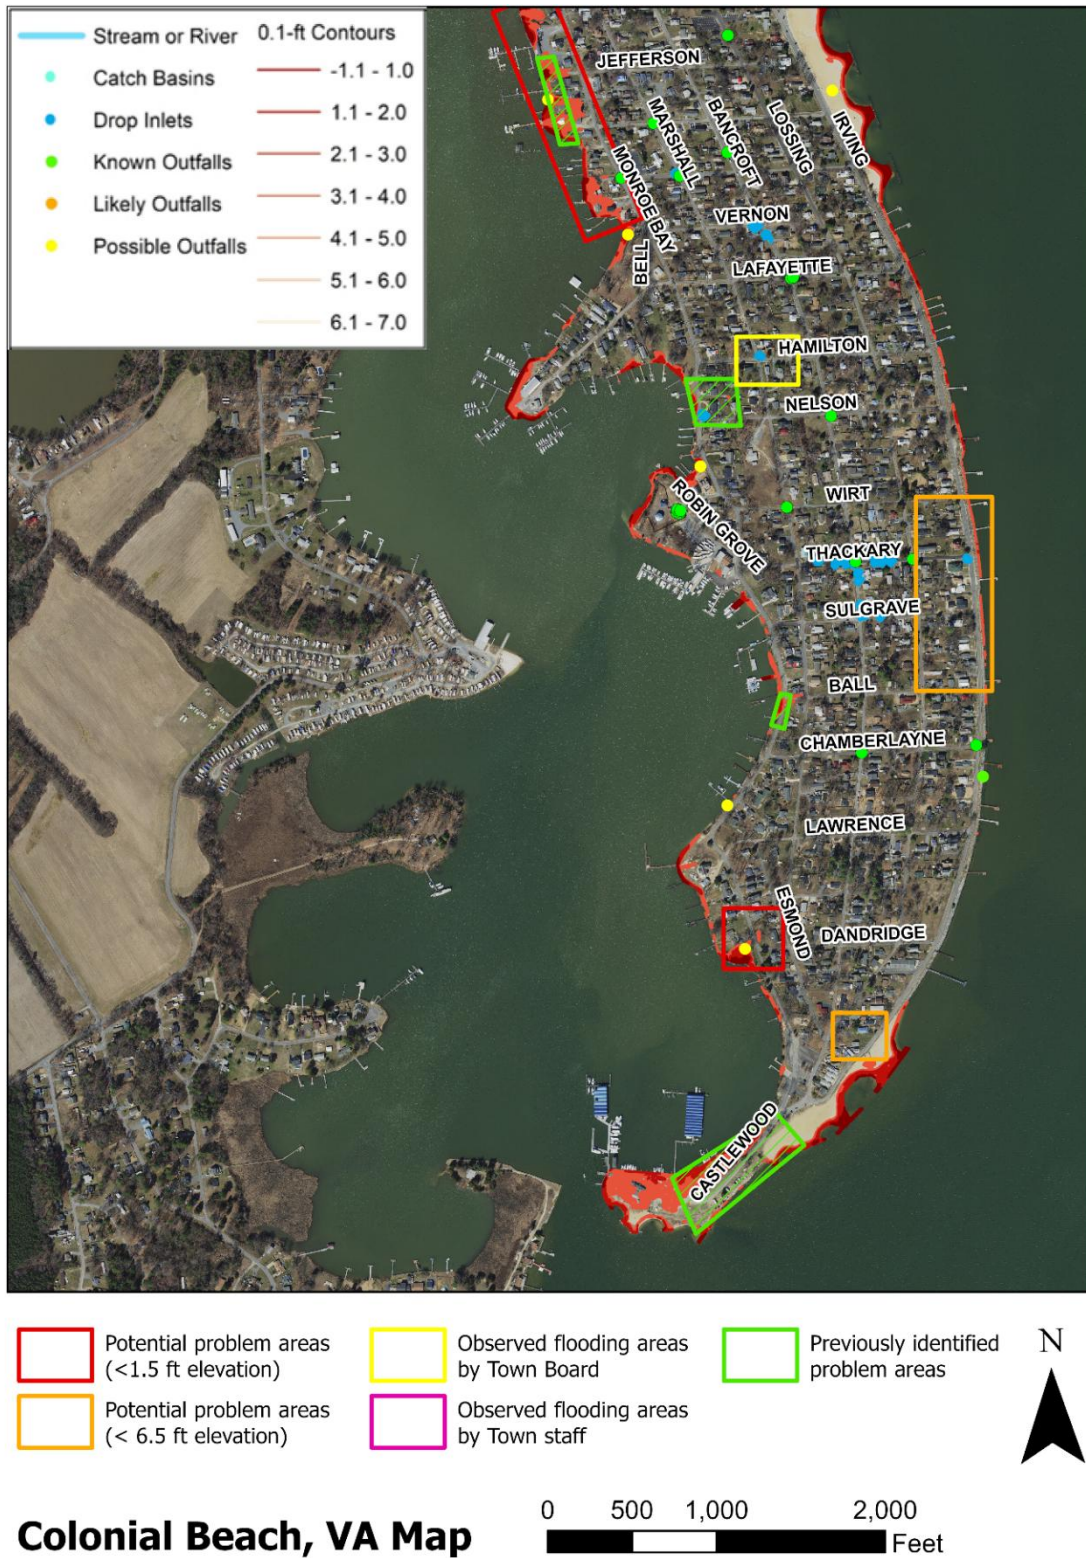 Stream or River
Catch Basins
Drop Inlets
Known Outfalls
Likely Outfalls
Possible Outfalls
0.1-ft Contours
-1.1 - 1.0
1.1 - 2.0
2.1 - 3.0
3.1 - 4.0
4.1 - 5.0
5.1 - 6.0
6.1 - 7.0
JEFFERSON
MARSHALL
BANCROFT
LOSSING
IRVING
MONROE BAY
VERNON
BELL
LAFAYETTE
HAMILTON
NELSON
ROBIN GROVE
WIRT
THACKARY
SULGRAVE
BALL
CHAMBERLAYNE
LAWRENCE
ESMOND
DANDRIDGE
CASTLEWOOD
Potential problem areas
(<1.5 ft elevation)
Observed flooding areas
by Town Board
Previously identified
problem areas
Potential problem areas
(< 6.5 ft elevation)
Observed flooding areas
by Town staff
N
Colonial Beach, VA Map
0 500 1,000 2,000
Feet